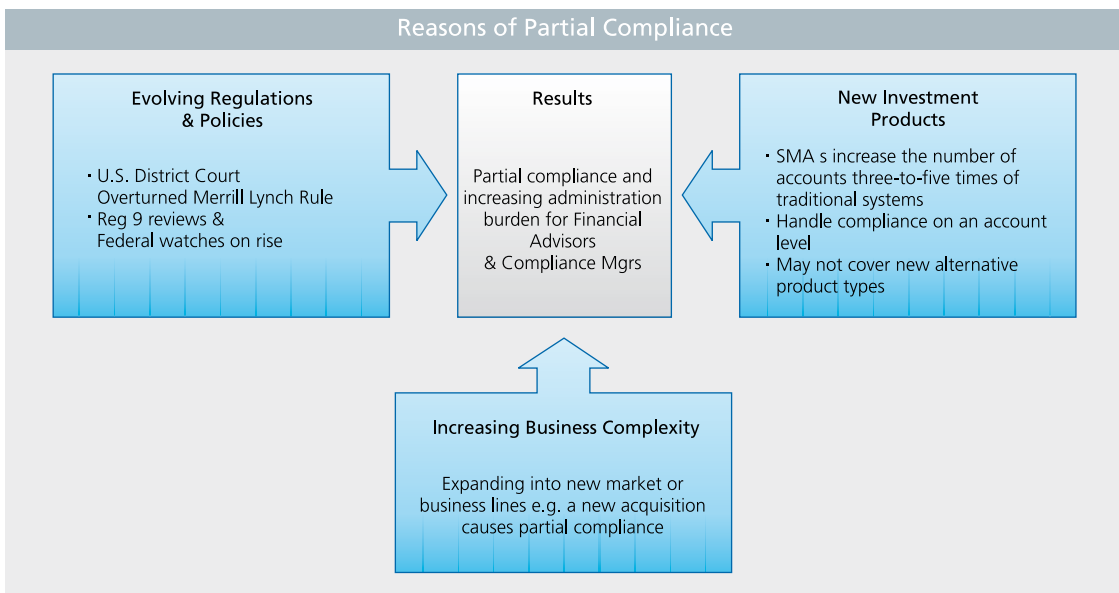 Reasons of Partial Compliance
Evolving Regulations
& Policies
· U.S. District Court
Overturned Merrill Lynch Rule
· Reg 9 reviews &
Federal watches on rise
Results
Partial compliance and
increasing administration
burden for Financial
Advisors
& Compliance Mgrs
New Investment
Products
· SMA s increase the number of
accounts three-to-five times of
traditional systems
· Handle compliance on an account
level
· May not cover new alternative
product types
Increasing Business Complexity
Expanding into new market or
business lines e.g. a new acquisition
causes partial compliance